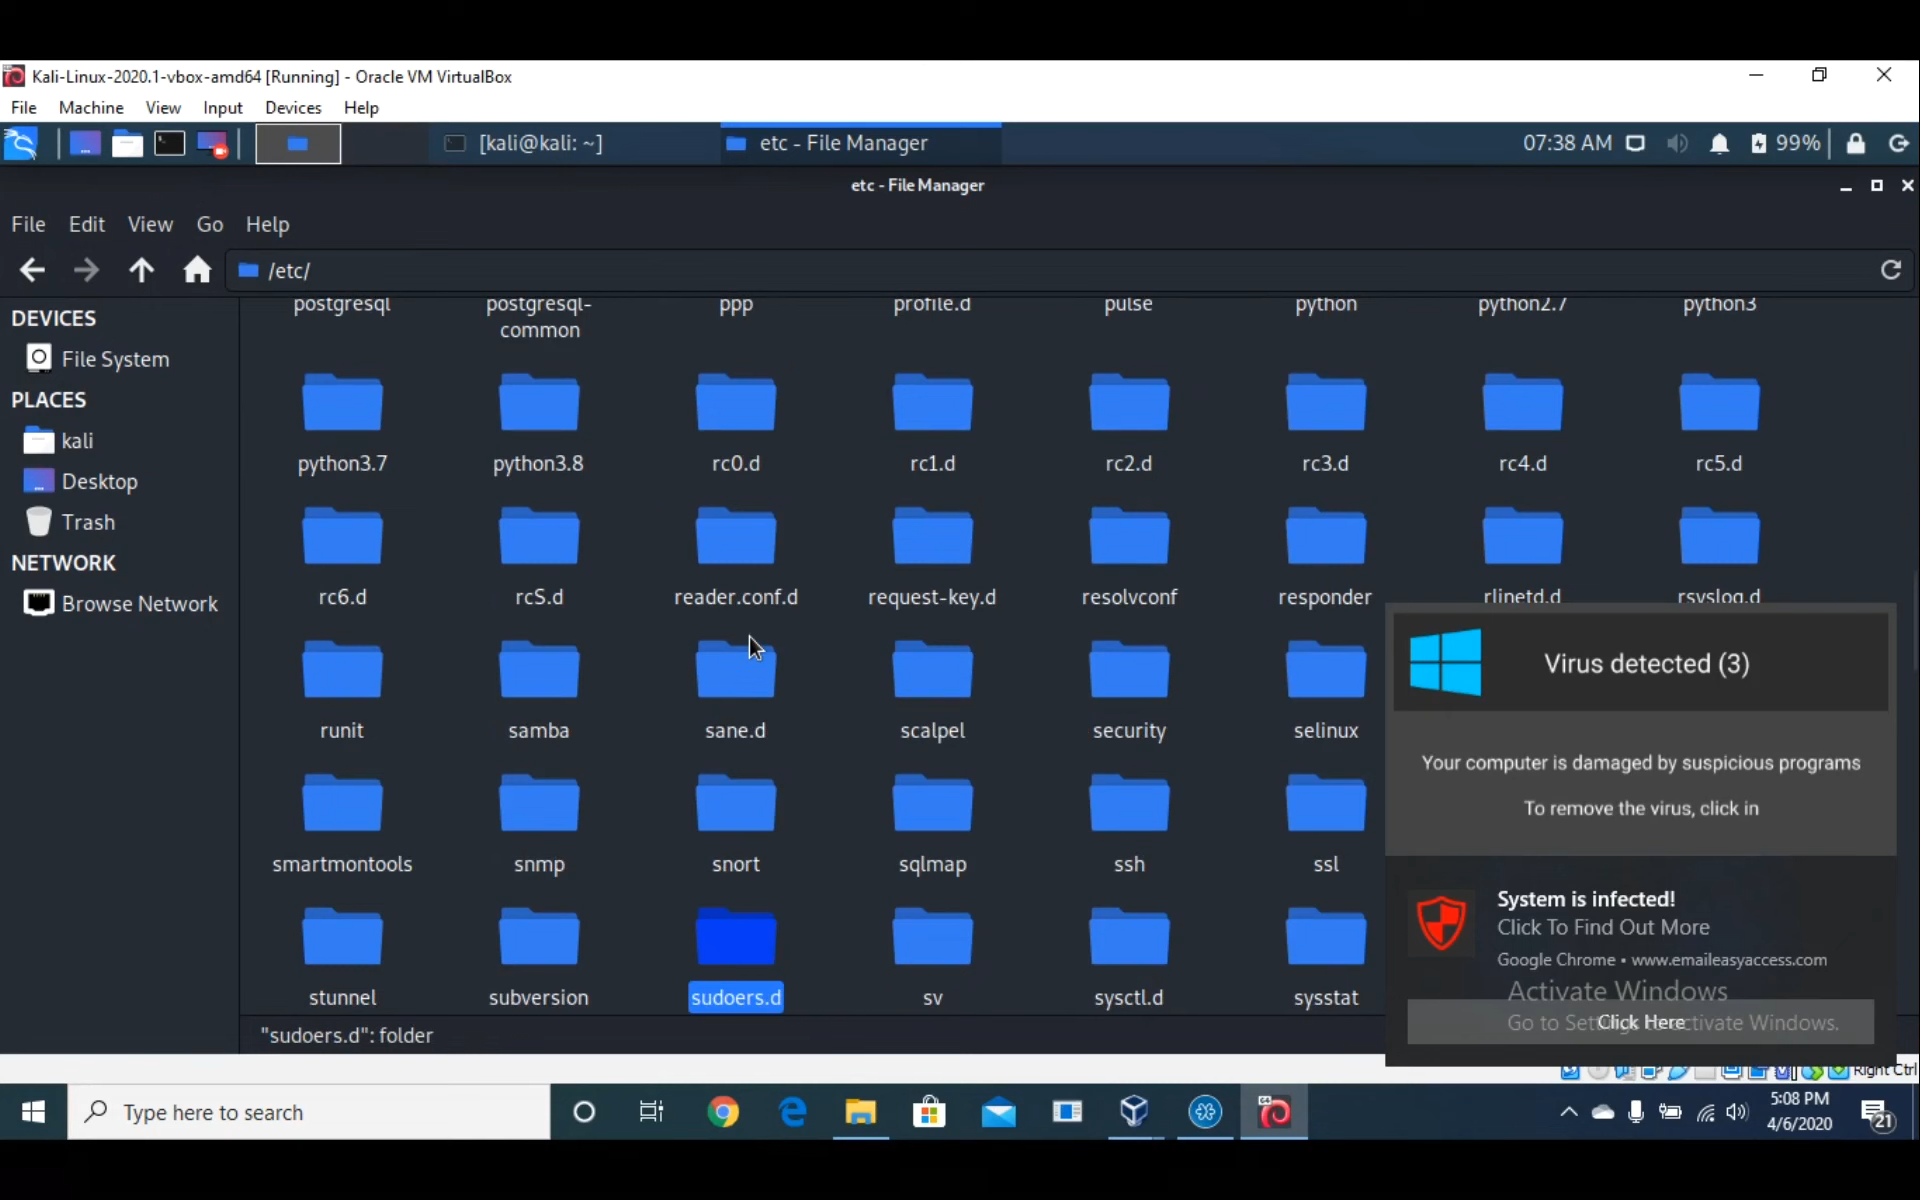 Kali-Linux-2020.1-vbox-amd64 [Running] - Oracle VM VirtualBox
File Machine View Input Devices Help
[kali@kali: ~] etc - File Manager 07:38 AM 99%
etc - File Manager
File Edit View Go Help
/etc/
DEVICES
File System
PLACES
kali
Desktop
Trash
NETWORK
Browse Network
postgresql postgresql-common ppp profile.d pulse python python2.7 python3
python3.7 python3.8 rc0.d rc1.d rc2.d rc3.d rc4.d rc5.d
rc6.d rcS.d reader.conf.d request-key.d resolvconf responder rlinetd.d rsyslog.d
runit samba sane.d scalpel security selinux
smartmontools snmp snort sqlmap ssh ssl
stunnel subversion sudoers.d sv sysctl.d sysstat
"sudoers.d": folder
Virus detected (3)
Your computer is damaged by suspicious programs
To remove the virus, click in
System is infected!
Click To Find Out More
Google Chrome • www.emaileasyaccess.com
Activate Windows
Go to Settings to activate Windows.
Click Here
Right Ctrl
Type here to search
64
5:08 PM
4/6/2020
21